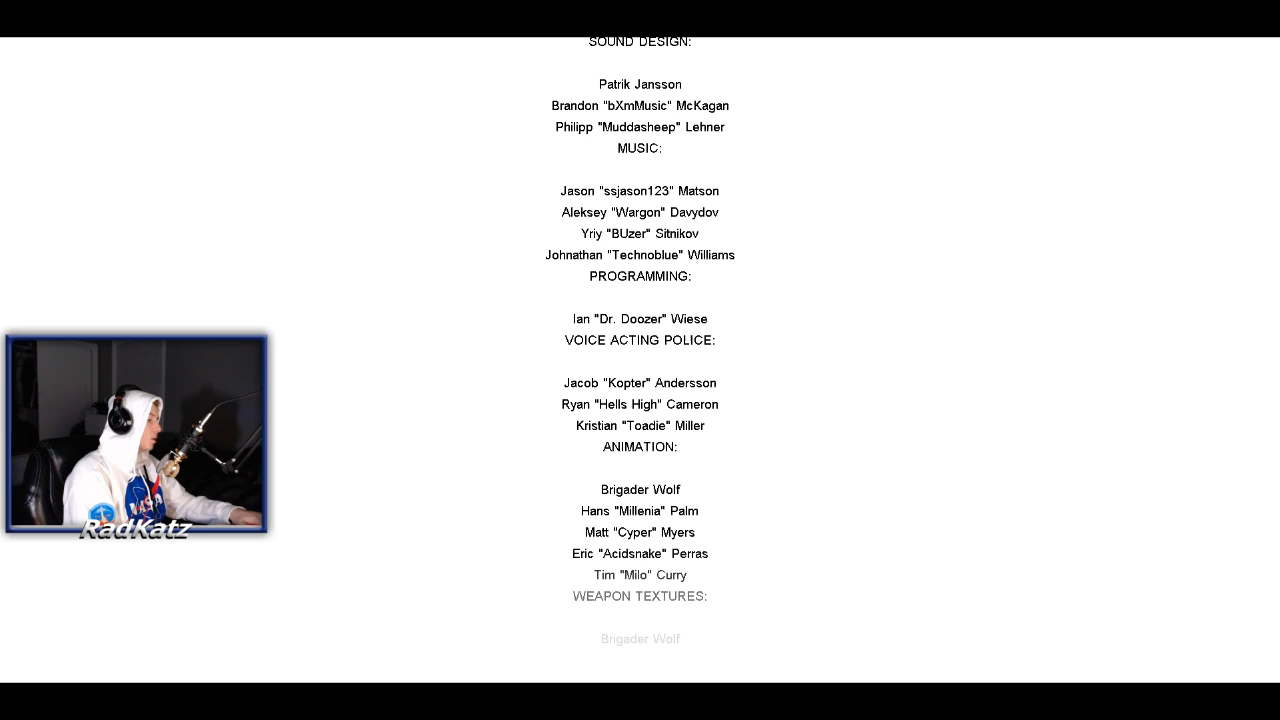 SOUND DESIGN:
Patrik Jansson
Brandon "bXmMusic" McKagan
Philipp "Muddasheep" Lehner
MUSIC:
Jason "ssjason123" Matson
Aleksey "Wargon" Davydov
Yriy "BUzer" Sitnikov
Johnathan "Technoblue" Williams
PROGRAMMING:
Ian "Dr. Doozer" Wiese
VOICE ACTING POLICE:
Jacob "Kopter" Andersson
Ryan "Hells High" Cameron
Kristian "Toadie" Miller
ANIMATION:
Brigader Wolf
Hans "Millenia" Palm
Matt "Cyper" Myers
Eric "Acidsnake" Perras
Tim "Milo" Curry
WEAPON TEXTURES:
Brigader Wolf
NASA
RadKatz